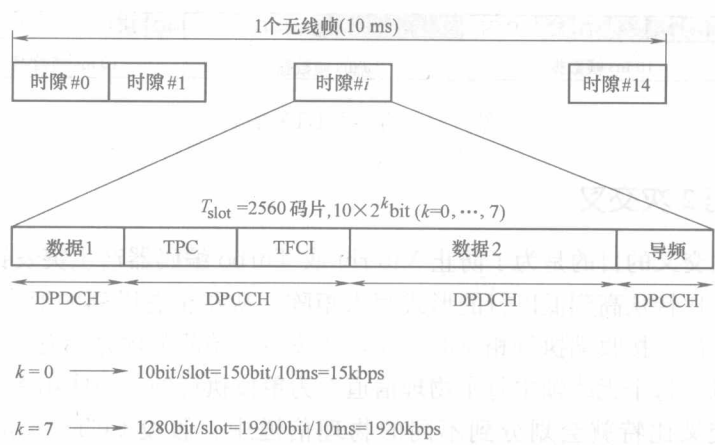 1个无线帧(10 ms)
时隙#0 时隙#1 时隙#i 时隙#14
T_slot =2560 码片,10×2^k bit (k=0, ⋯, 7)
数据1 TPC TFCI 数据2 导频
DPDCH DPCCH DPDCH DPCCH
k = 0 → 10bit/slot=150bit/10ms=15kbps
k = 7 → 1280bit/slot=19200bit/10ms=1920kbps